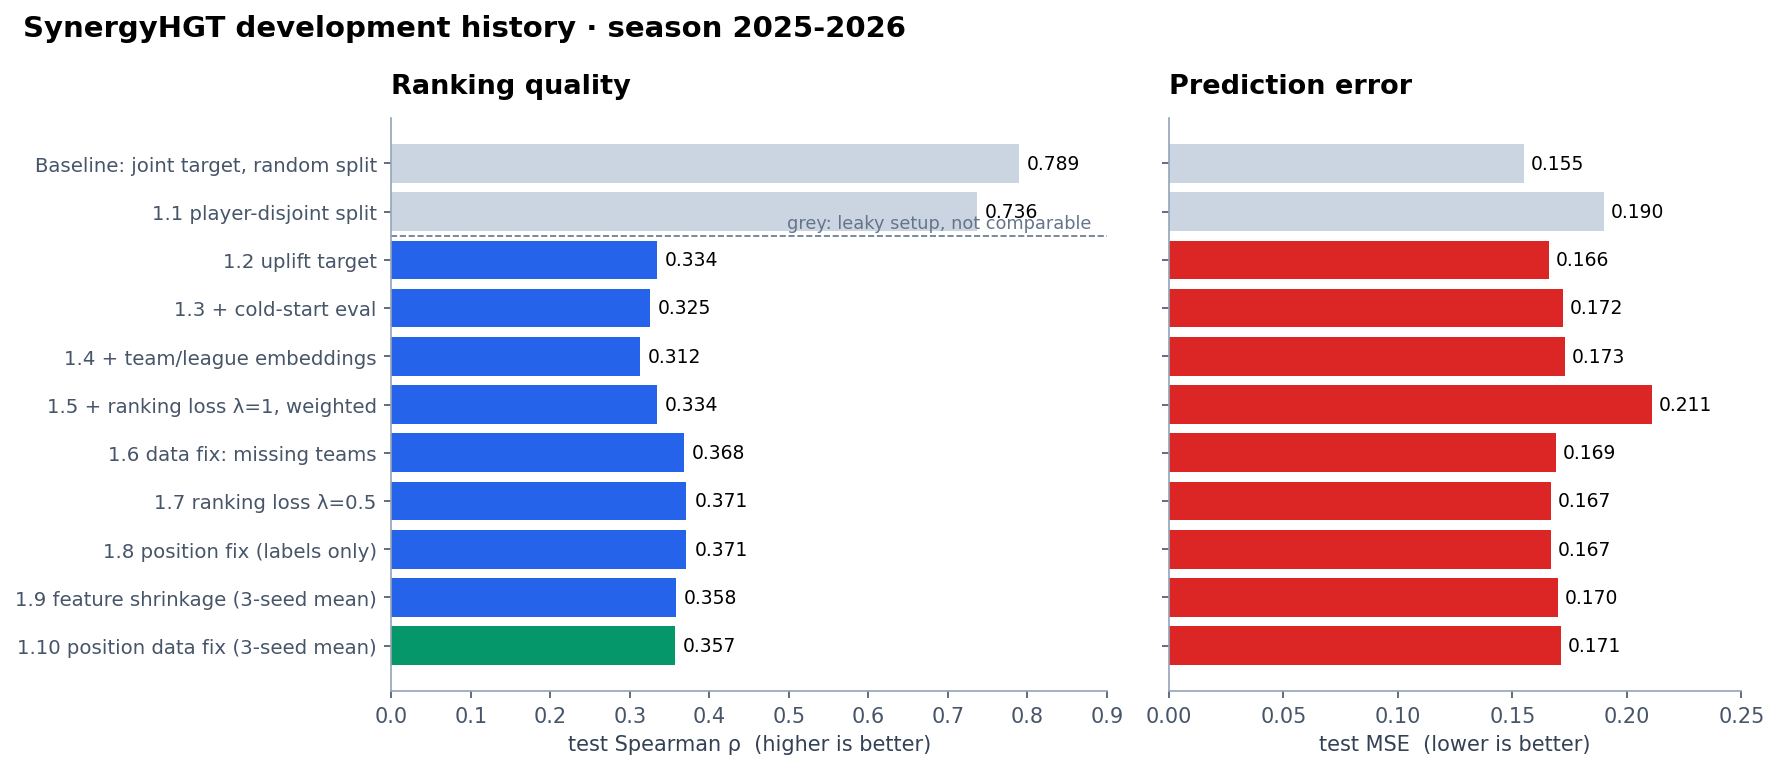 SynergyHGT development history · season 2025-2026
Ranking quality
Baseline: joint target, random split
0.789
1.1 player-disjoint split
0.736
grey: leaky setup, not comparable
1.2 uplift target
0.334
1.3 + cold-start eval
0.325
1.4 + team/league embeddings
0.312
1.5 + ranking loss λ=1, weighted
0.334
1.6 data fix: missing teams
0.368
1.7 ranking loss λ=0.5
0.371
1.8 position fix (labels only)
0.371
1.9 feature shrinkage (3-seed mean)
0.358
1.10 position data fix (3-seed mean)
0.357
0.0 0.1 0.2 0.3 0.4 0.5 0.6 0.7 0.8 0.9
test Spearman ρ (higher is better)
Prediction error
0.155
0.190
0.166
0.172
0.173
0.211
0.169
0.167
0.167
0.170
0.171
0.00 0.05 0.10 0.15 0.20 0.25
test MSE (lower is better)